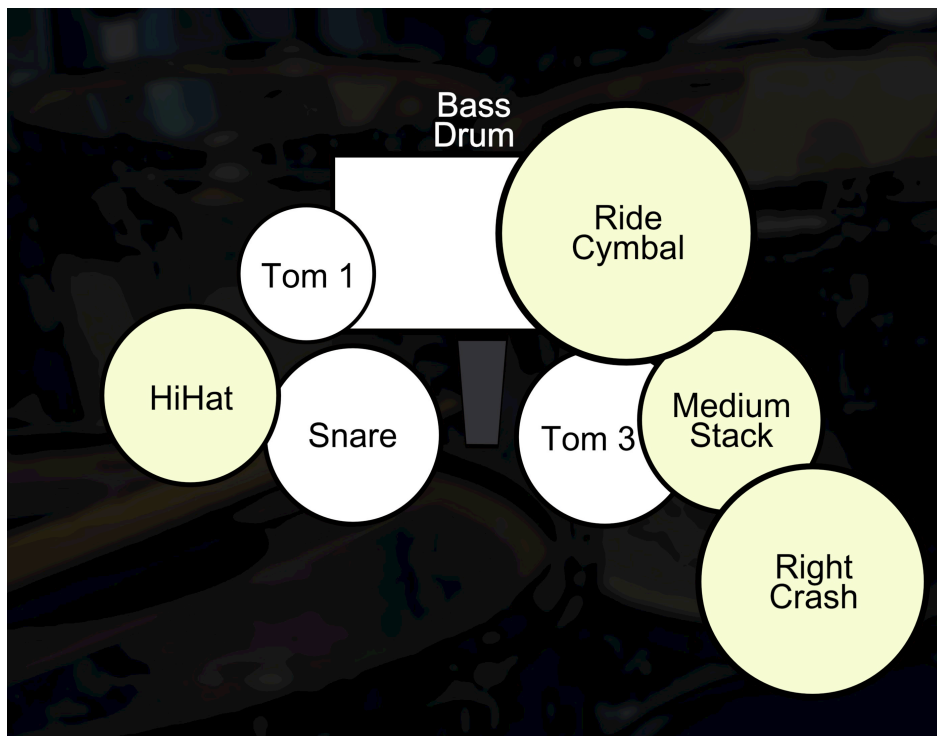 Bass
Drum
Ride
Cymbal
Tom 1
HiHat
Snare
Tom 3
Medium
Stack
Right
Crash